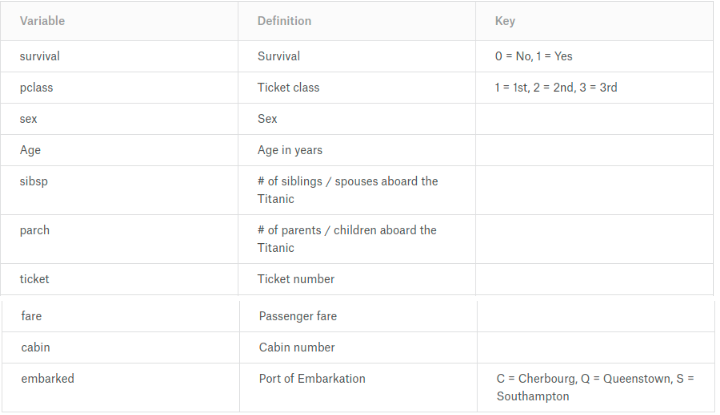 Variable Definition Key
survival Survival 0 = No, 1 = Yes
pclass Ticket class 1 = 1st, 2 = 2nd, 3 = 3rd
sex Sex
Age Age in years
sibsp # of siblings / spouses aboard the
Titanic
parch # of parents / children aboard the
Titanic
ticket Ticket number
fare Passenger fare
cabin Cabin number
embarked Port of Embarkation C = Cherbourg, Q = Queenstown, S =
Southampton